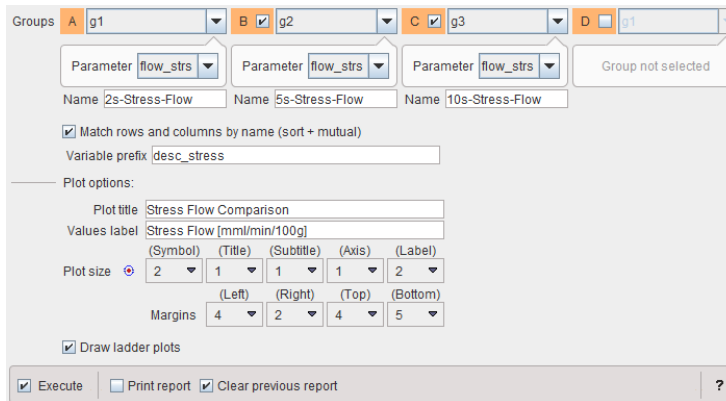 Groups A g1 B g2 C g3 D g1
Parameter flow_strs Parameter flow_strs Parameter flow_strs Group not selected
Name 2s-Stress-Flow Name 5s-Stress-Flow Name 10s-Stress-Flow
Match rows and columns by name (sort + mutual)
Variable prefix desc_stress
Plot options:
Plot title Stress Flow Comparison
Values label Stress Flow [mml/min/100g]
(Symbol) (Title) (Subtitle) (Axis) (Label)
Plot size 2 1 1 1 2
(Left) (Right) (Top) (Bottom)
Margins 4 2 4 5
Draw ladder plots
Execute Print report Clear previous report ?